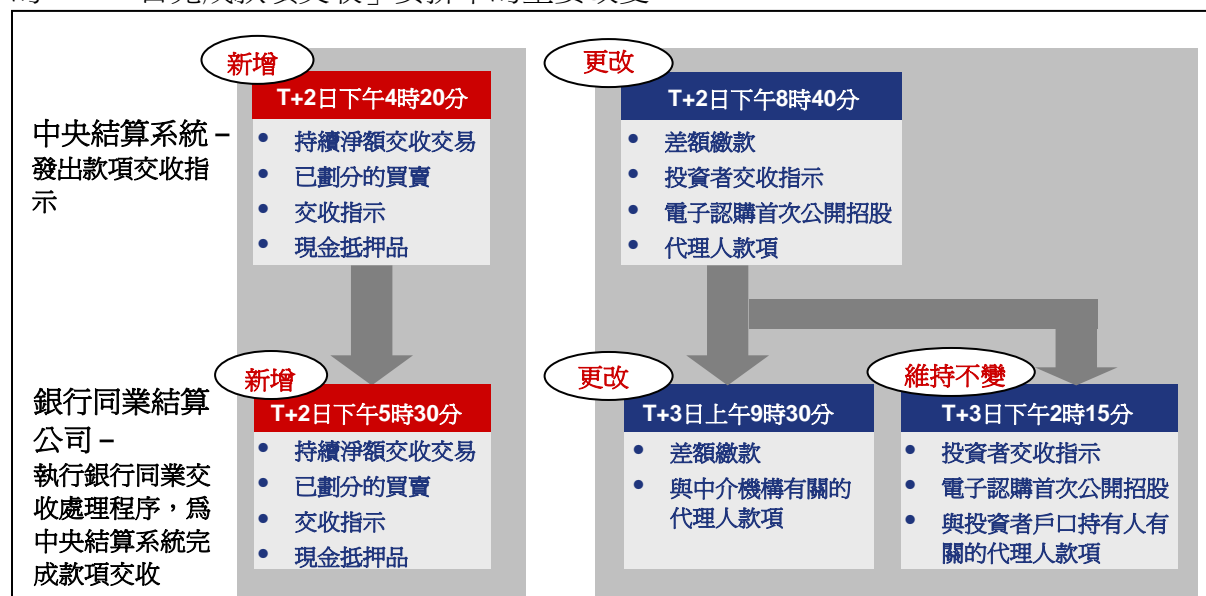 新增
更改
T+2日下午4時20分
T+2日下午8時40分
中央結算系統 –
發出款項交收指
示
• 持續淨額交收交易
• 已劃分的買賣
• 交收指示
• 現金抵押品
• 差額繳款
• 投資者交收指示
• 電子認購首次公開招股
• 代理人款項
新增
更改
維持不變
銀行同業結算
公司 –
執行銀行同業交
收處理程序，爲
中央結算系統完
成款項交收
T+2日下午5時30分
• 持續淨額交收交易
• 已劃分的買賣
• 交收指示
• 現金抵押品
T+3日上午9時30分
• 差額繳款
• 與中介機構有關的
代理人款項
T+3日下午2時15分
• 投資者交收指示
• 電子認購首次公開招股
• 與投資者戶口持有人有
關的代理人款項